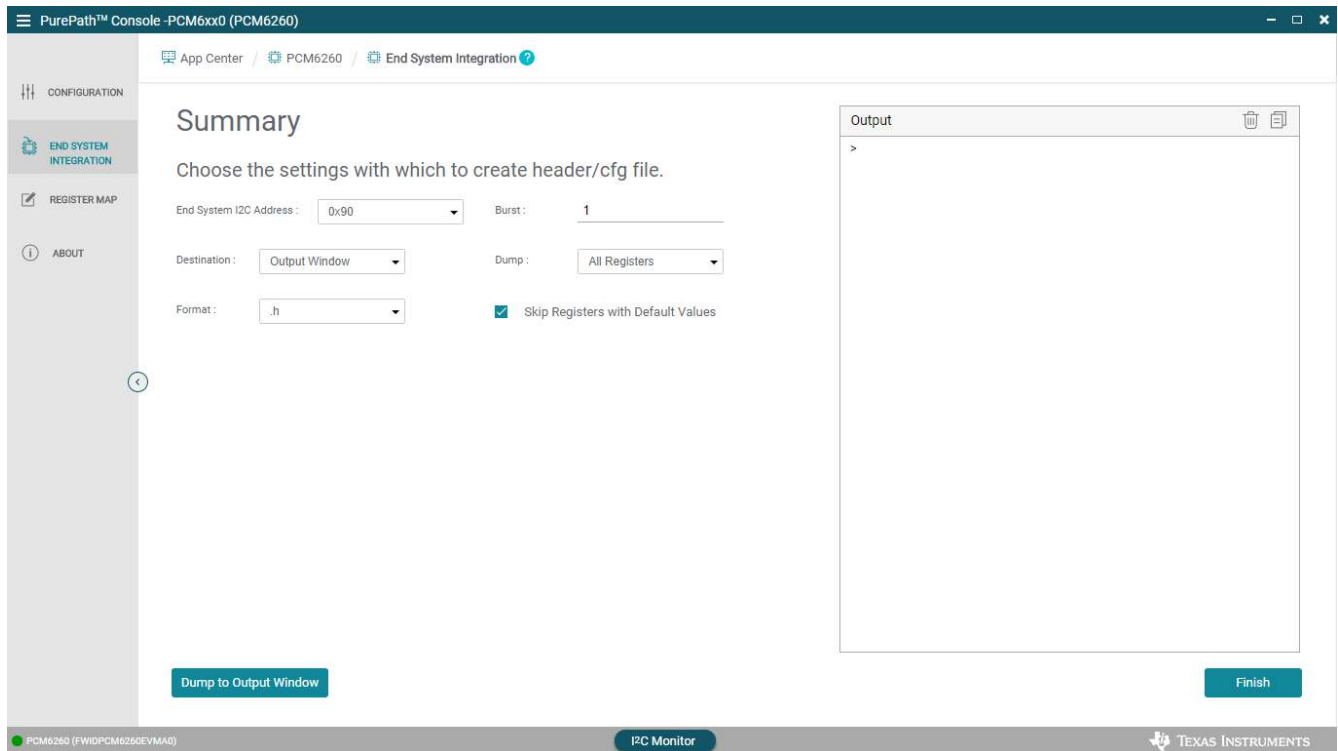 PurePath™ Console -PCM6xx0 (PCM6260)
App Center / PCM6260 / End System Integration ?
CONFIGURATION
END SYSTEM
INTEGRATION
REGISTER MAP
ABOUT
Summary
Choose the settings with which to create header/cfg file.
End System I2C Address : 0x90 Burst : 1
Destination : Output Window Dump : All Registers
Format : .h Skip Registers with Default Values
Output
>
Dump to Output Window
Finish
PCM6260 (FWIDPCM6260EVMA0) I²C Monitor TEXAS INSTRUMENTS